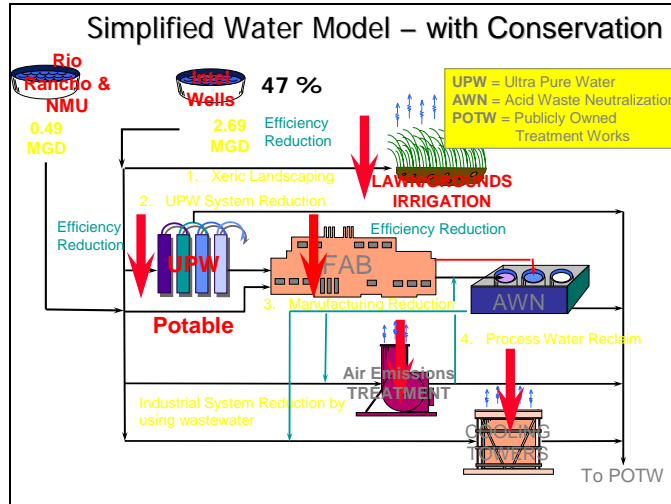 Simplified Water Model – with Conservation
Rio
Rancho &
NMU
0.49
MGD
Intel
Wells
47 %
2.69
MGD
Efficiency
Reduction
UPW = Ultra Pure Water
AWN = Acid Waste Neutralization
POTW = Publicly Owned
Treatment Works
1. Xeric Landscaping
LAWN/GROUNDS
IRRIGATION
2. UPW System Reduction
Efficiency
Reduction
Efficiency Reduction
UPW
FAB
AWN
3. Manufacturing Reduction
Potable
4. Process Water Reclaim
Air Emissions
TREATMENT
Industrial System Reduction by
using wastewater
COOLING
TOWERS
To POTW